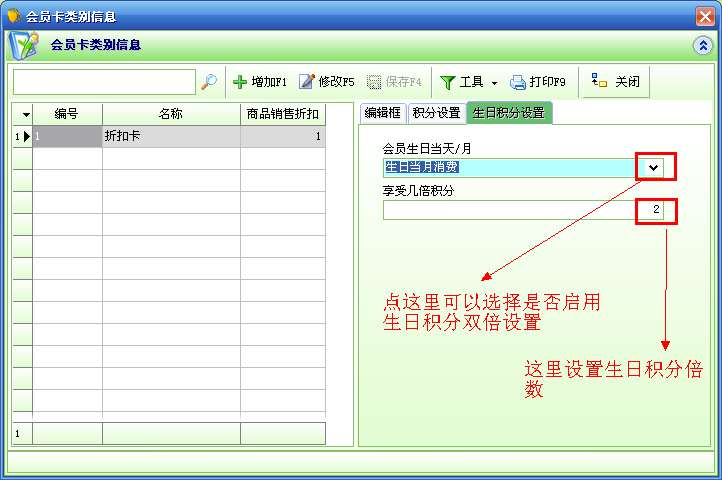 会员卡类别信息
会员卡类别信息
增加F1 修改F5 保存F4 工具 打印F9 关闭
编号 名称 商品销售折扣
1 1 折扣卡 1
1
编辑框 积分设置 生日积分设置
会员生日当天/月
生日当月消费
享受几倍积分
2
点这里可以选择是否启用
生日积分双倍设置
这里设置生日积分倍
数